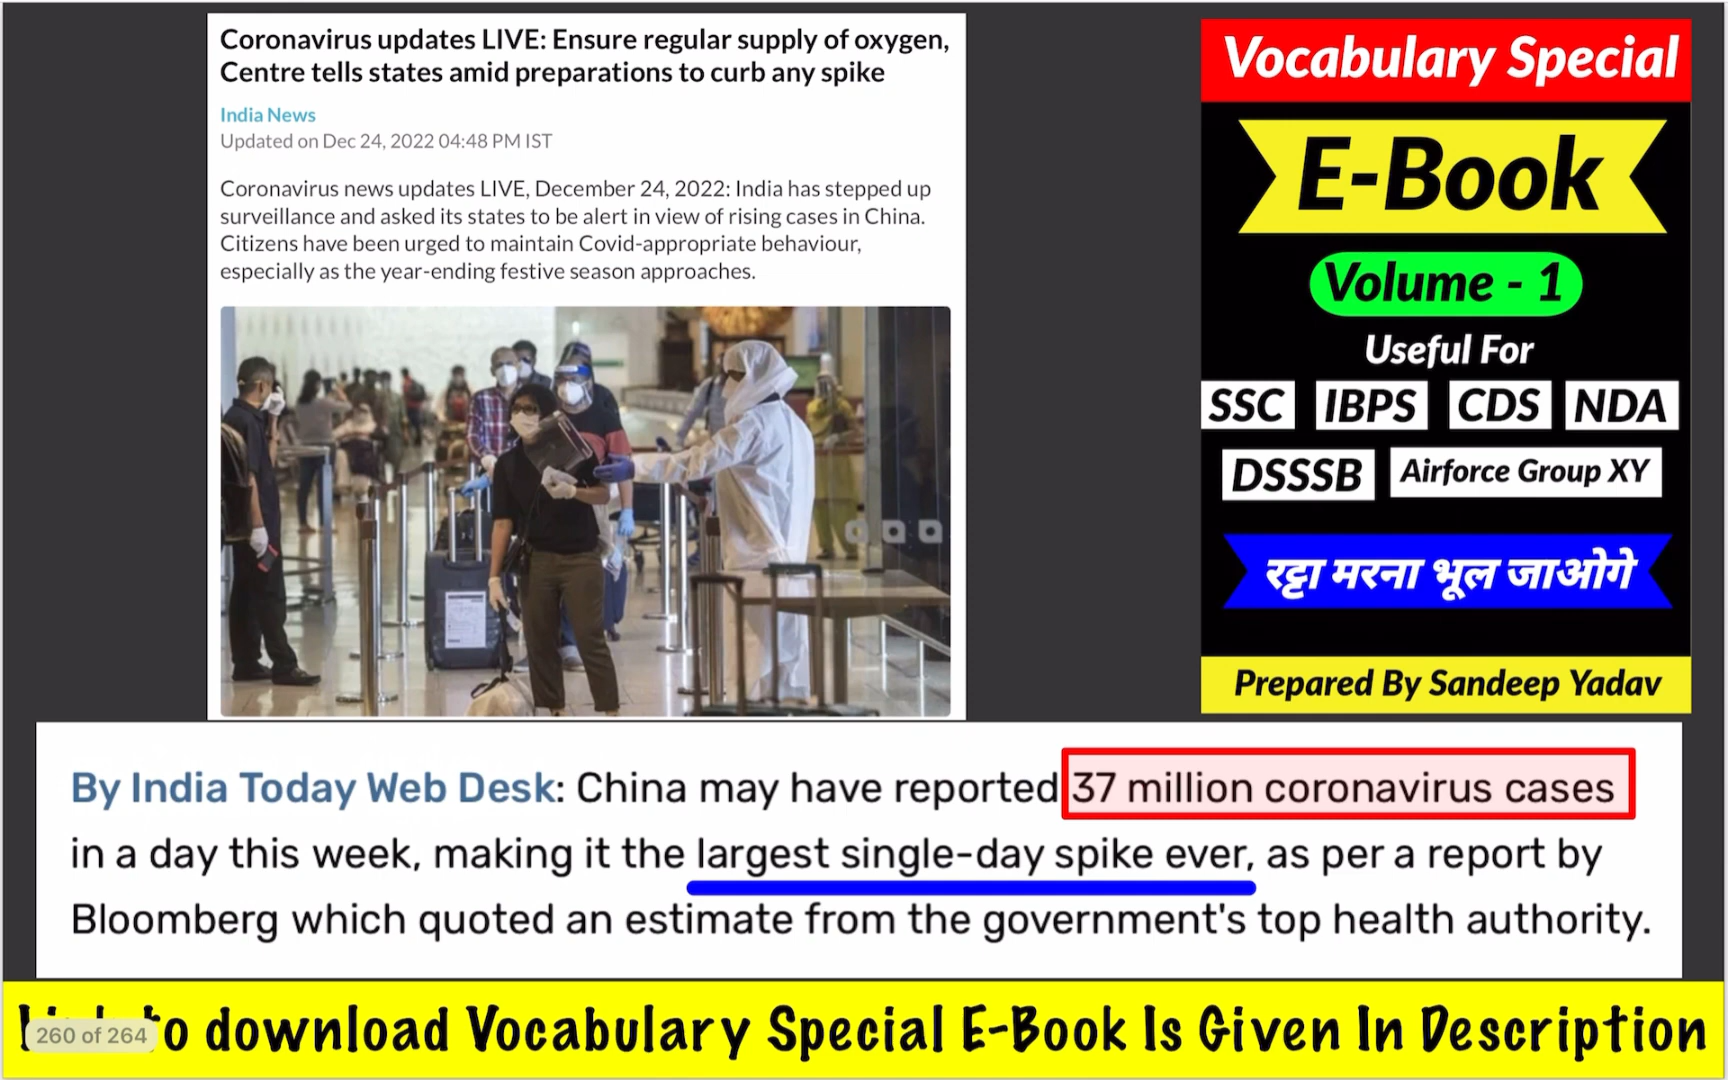 Coronavirus updates LIVE: Ensure regular supply of oxygen,
Centre tells states amid preparations to curb any spike
India News
Updated on Dec 24, 2022 04:48 PM IST
Coronavirus news updates LIVE, December 24, 2022: India has stepped up
surveillance and asked its states to be alert in view of rising cases in China.
Citizens have been urged to maintain Covid-appropriate behaviour,
especially as the year-ending festive season approaches.
Vocabulary Special
E-Book
Volume - 1
Useful For
SSC IBPS CDS NDA
DSSSB Airforce Group XY
रट्टा मरना भूल जाओगे
Prepared By Sandeep Yadav
By India Today Web Desk: China may have reported 37 million coronavirus cases
in a day this week, making it the largest single-day spike ever, as per a report by
Bloomberg which quoted an estimate from the government's top health authority.
to download Vocabulary Special E-Book Is Given In Description
260 of 264